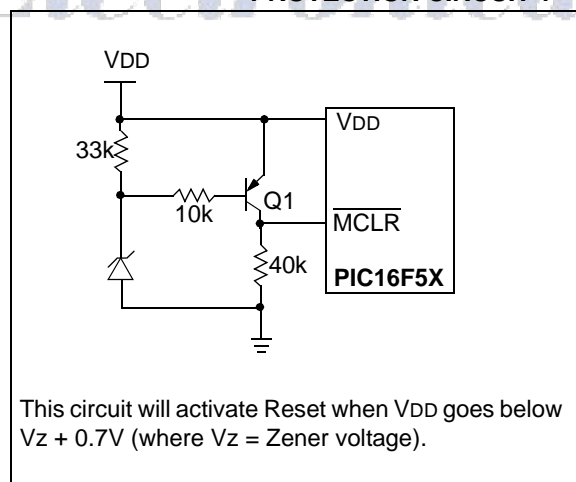 VDD
33k
10k
Q1
40k
VDD
MCLR
PIC16F5X
This circuit will activate Reset when VDD goes below
Vz + 0.7V (where Vz = Zener voltage).